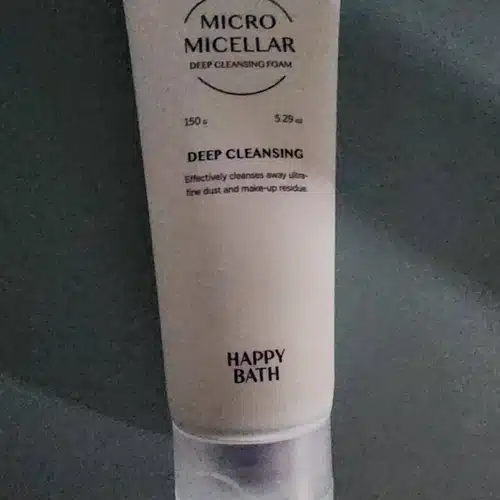 MICRO
MICELLAR
DEEP CLEANSING FOAM
150 g 5.29 oz
DEEP CLEANSING
Effectively cleanses away ultra-
fine dust and make-up residue.
HAPPY
BATH